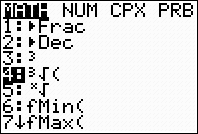 MATH NUM CPX PRB
1:▸Frac
2:▸Dec
3:³
4:³√(
5:ˣ√
6:fMin(
7↓fMax(